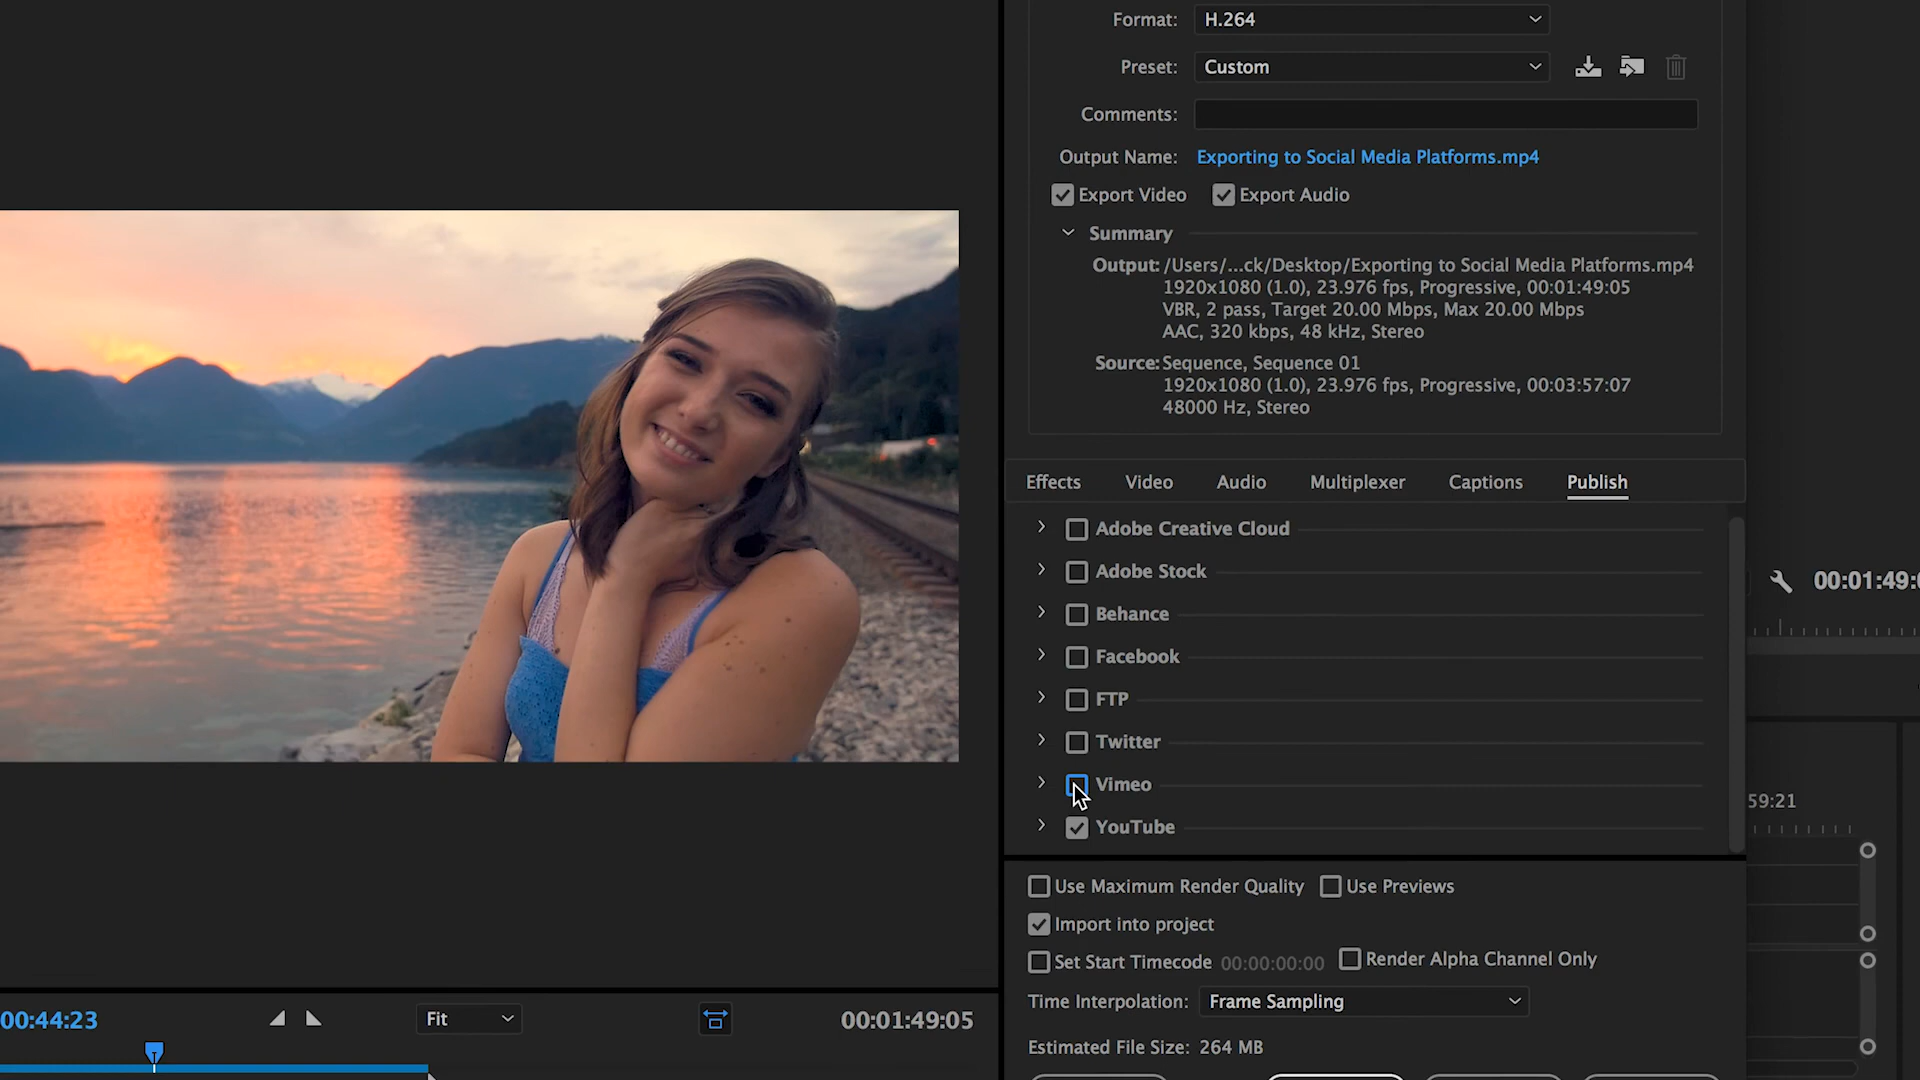 Format: H.264
Preset: Custom
Comments:
Output Name: Exporting to Social Media Platforms.mp4
Export Video Export Audio
Summary
Output: /Users/...ck/Desktop/Exporting to Social Media Platforms.mp4
1920x1080 (1.0), 23.976 fps, Progressive, 00:01:49:05
VBR, 2 pass, Target 20.00 Mbps, Max 20.00 Mbps
AAC, 320 kbps, 48 kHz, Stereo
Source: Sequence, Sequence 01
1920x1080 (1.0), 23.976 fps, Progressive, 00:03:57:07
48000 Hz, Stereo
Effects Video Audio Multiplexer Captions Publish
Adobe Creative Cloud
Adobe Stock
Behance
Facebook
FTP
Twitter
Vimeo
YouTube
00:01:49:0
59:21
Use Maximum Render Quality Use Previews
Import into project
Set Start Timecode 00:00:00:00 Render Alpha Channel Only
Time Interpolation: Frame Sampling
Estimated File Size: 264 MB
00:44:23 Fit 00:01:49:05